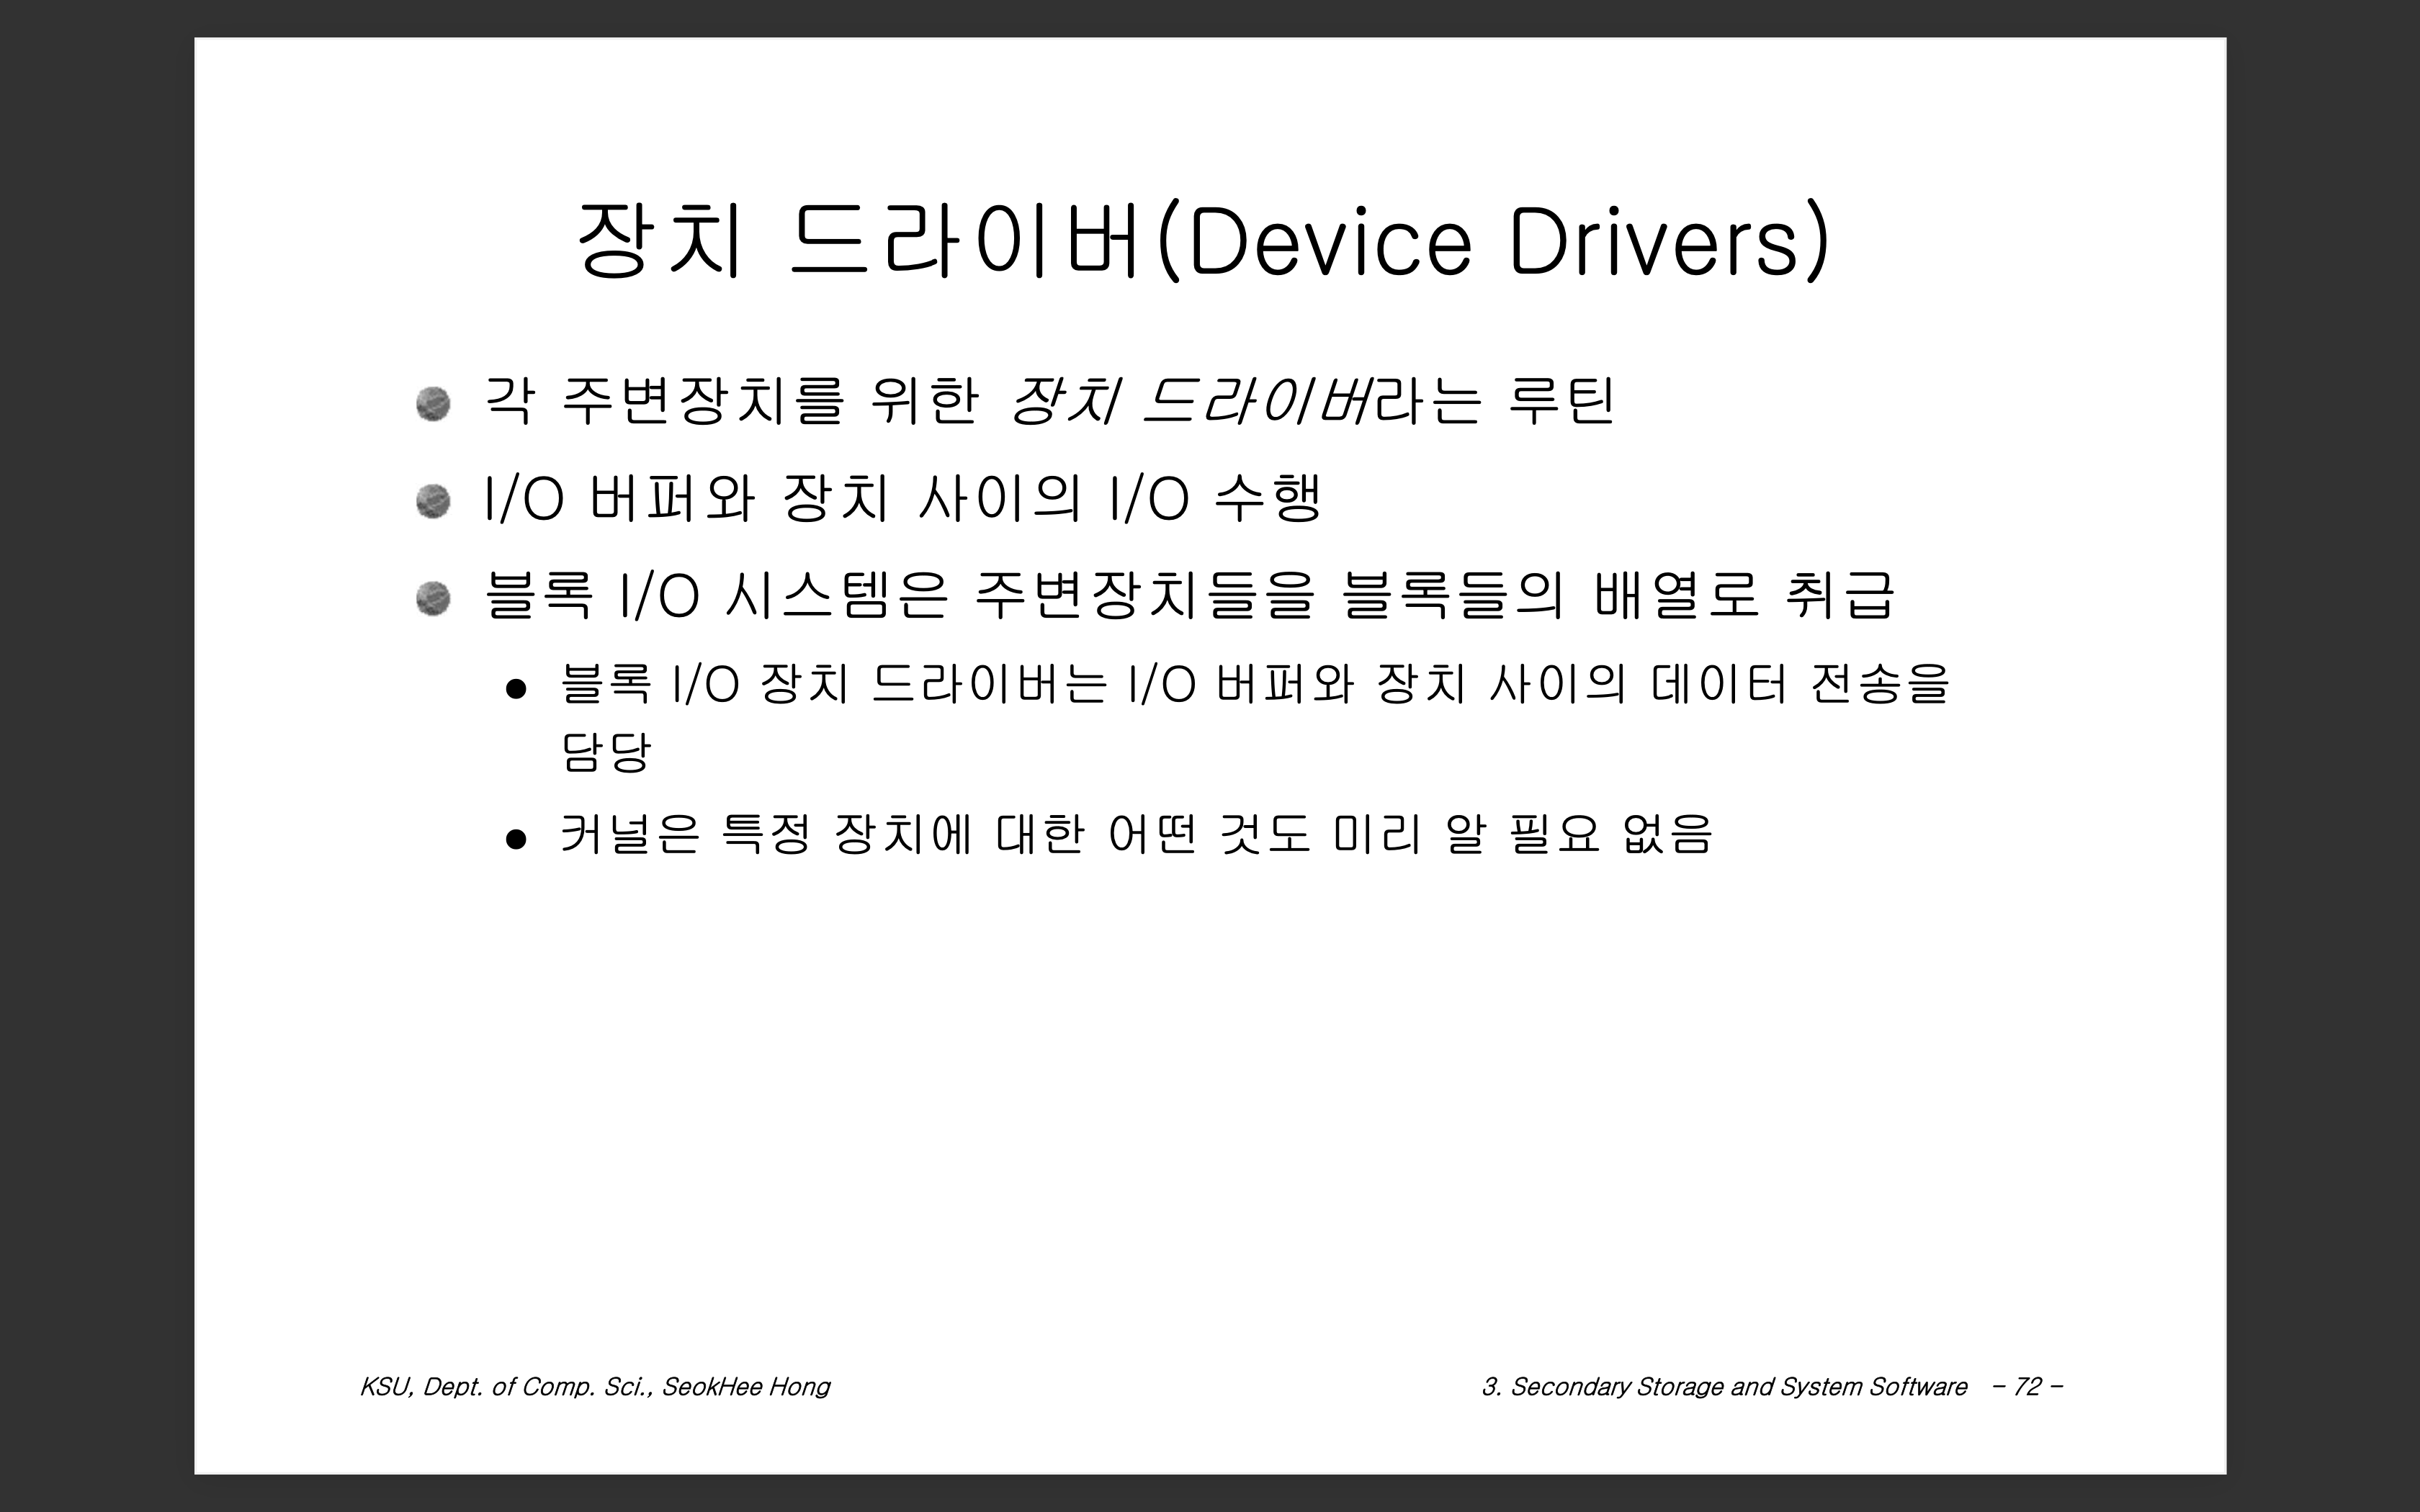 장치 드라이버(Device Drivers)
각 주변장치를 위한 장치 드라이버라는 루틴
I/O 버퍼와 장치 사이의 I/O 수행
블록 I/O 시스템은 주변장치들을 블록들의 배열로 취급
블록 I/O 장치 드라이버는 I/O 버퍼와 장치 사이의 데이터 전송을
담당
커널은 특정 장치에 대한 어떤 것도 미리 알 필요 없음
KSU, Dept. of Comp. Sci., SeokHee Hong
3. Secondary Storage and System Software - 72 -